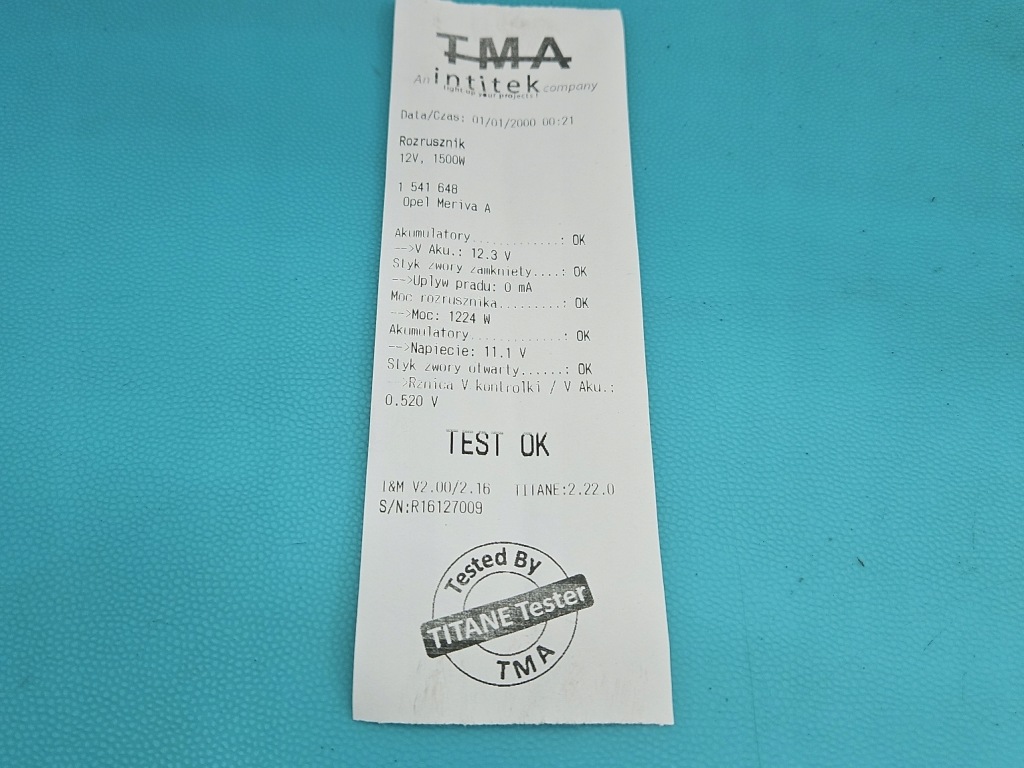 TMA
An intitek company
light up your projects!
Data/Czas: 01/01/2000 00:21
Rozrusznik
12V, 1500W
1 541 648
Opel Meriva A
Akumulatory.............: OK
-->V Aku.: 12.3 V
Styk zwory zamkniety....: OK
-->Uplyw pradu: 0 mA
Moc rozrusznika.........: OK
-->Moc: 1224 W
Akumulatory.............: OK
-->Napiecie: 11.1 V
Styk zwory otwarty......: OK
-->Rznica V kontrolki / V Aku.:
0.520 V
TEST OK
I&M V2.00/2.16 TITANE:2.22.0
S/N:R16127009
Tested By
TITANE Tester
TMA